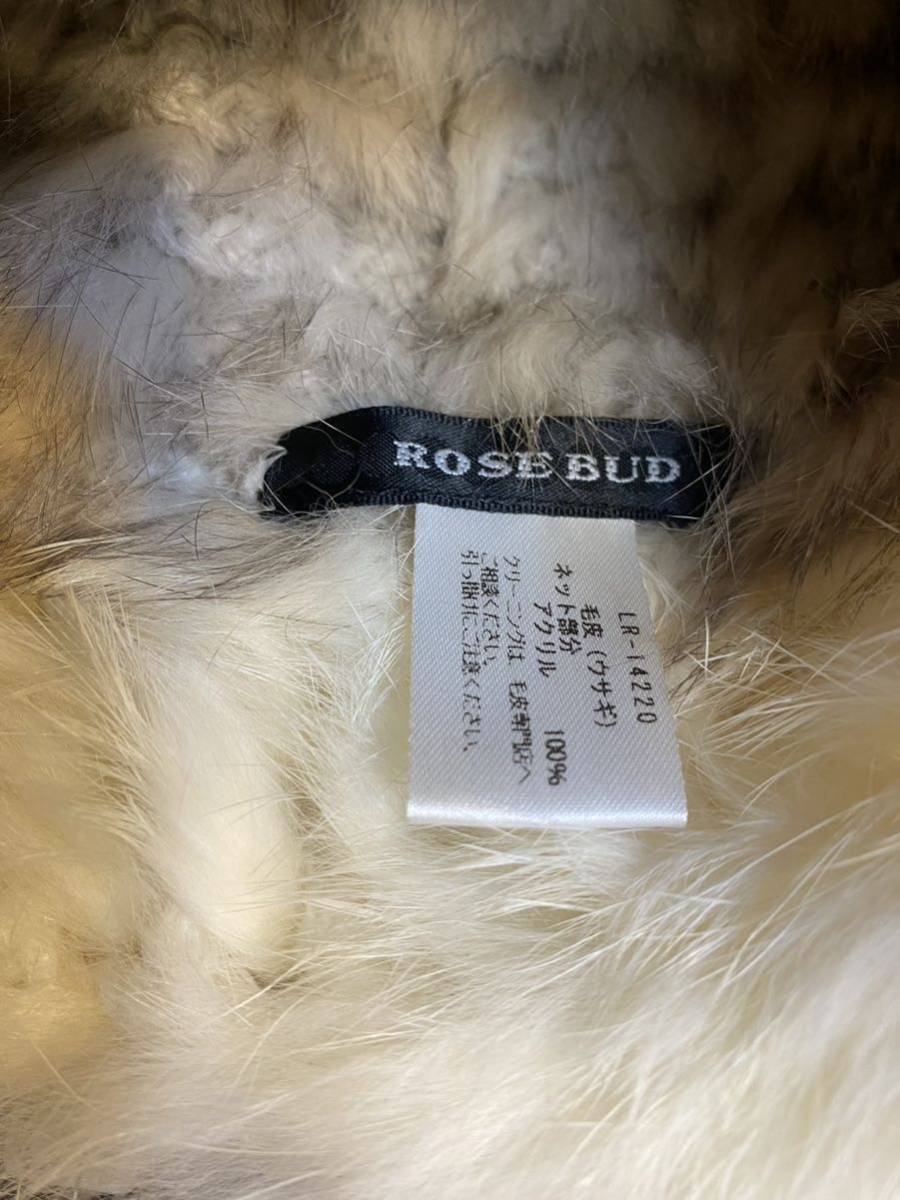 ROSE BUD
LR-14220
毛皮（ウサギ）
ネット部分
アクリル 100%
クリーニングは 毛皮専門店へ
ご相談ください。
引っ掛けにご注意ください。